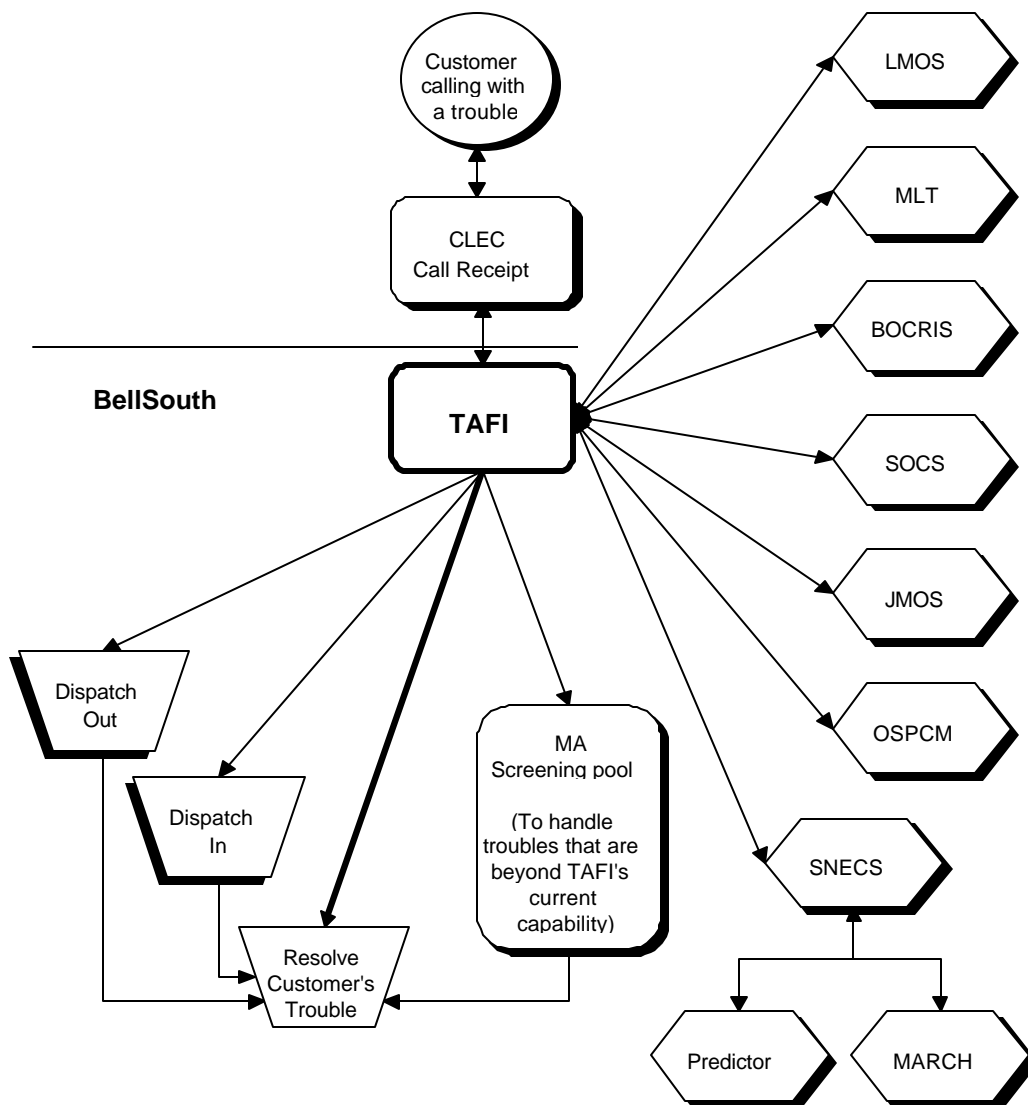 Customer
calling with
a trouble
CLEC
Call Receipt
BellSouth
TAFI
LMOS
MLT
BOCRIS
SOCS
JMOS
OSPCM
SNECS
Predictor
MARCH
Dispatch
Out
Dispatch
In
MA
Screening pool
(To handle
troubles that are
beyond TAFI's
current
capability)
Resolve
Customer's
Trouble